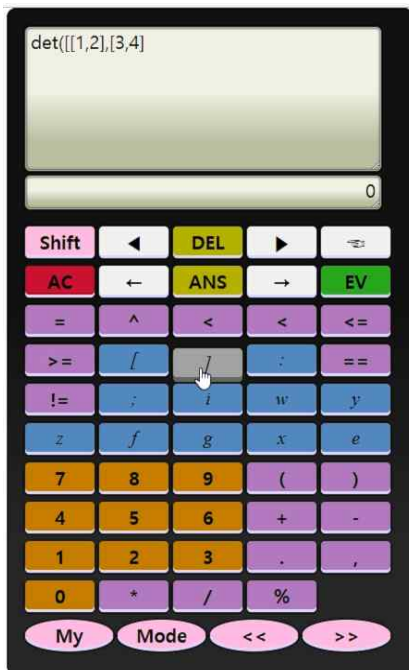 det([[1,2],[3,4]
0
Shift ◀ DEL ▶ ☜
AC ← ANS → EV
= ^ < < <=
>= [ ] : ==
!= ; i w y
z f g x e
7 8 9 ( )
4 5 6 + -
1 2 3 . ,
0 * / %
My Mode << >>